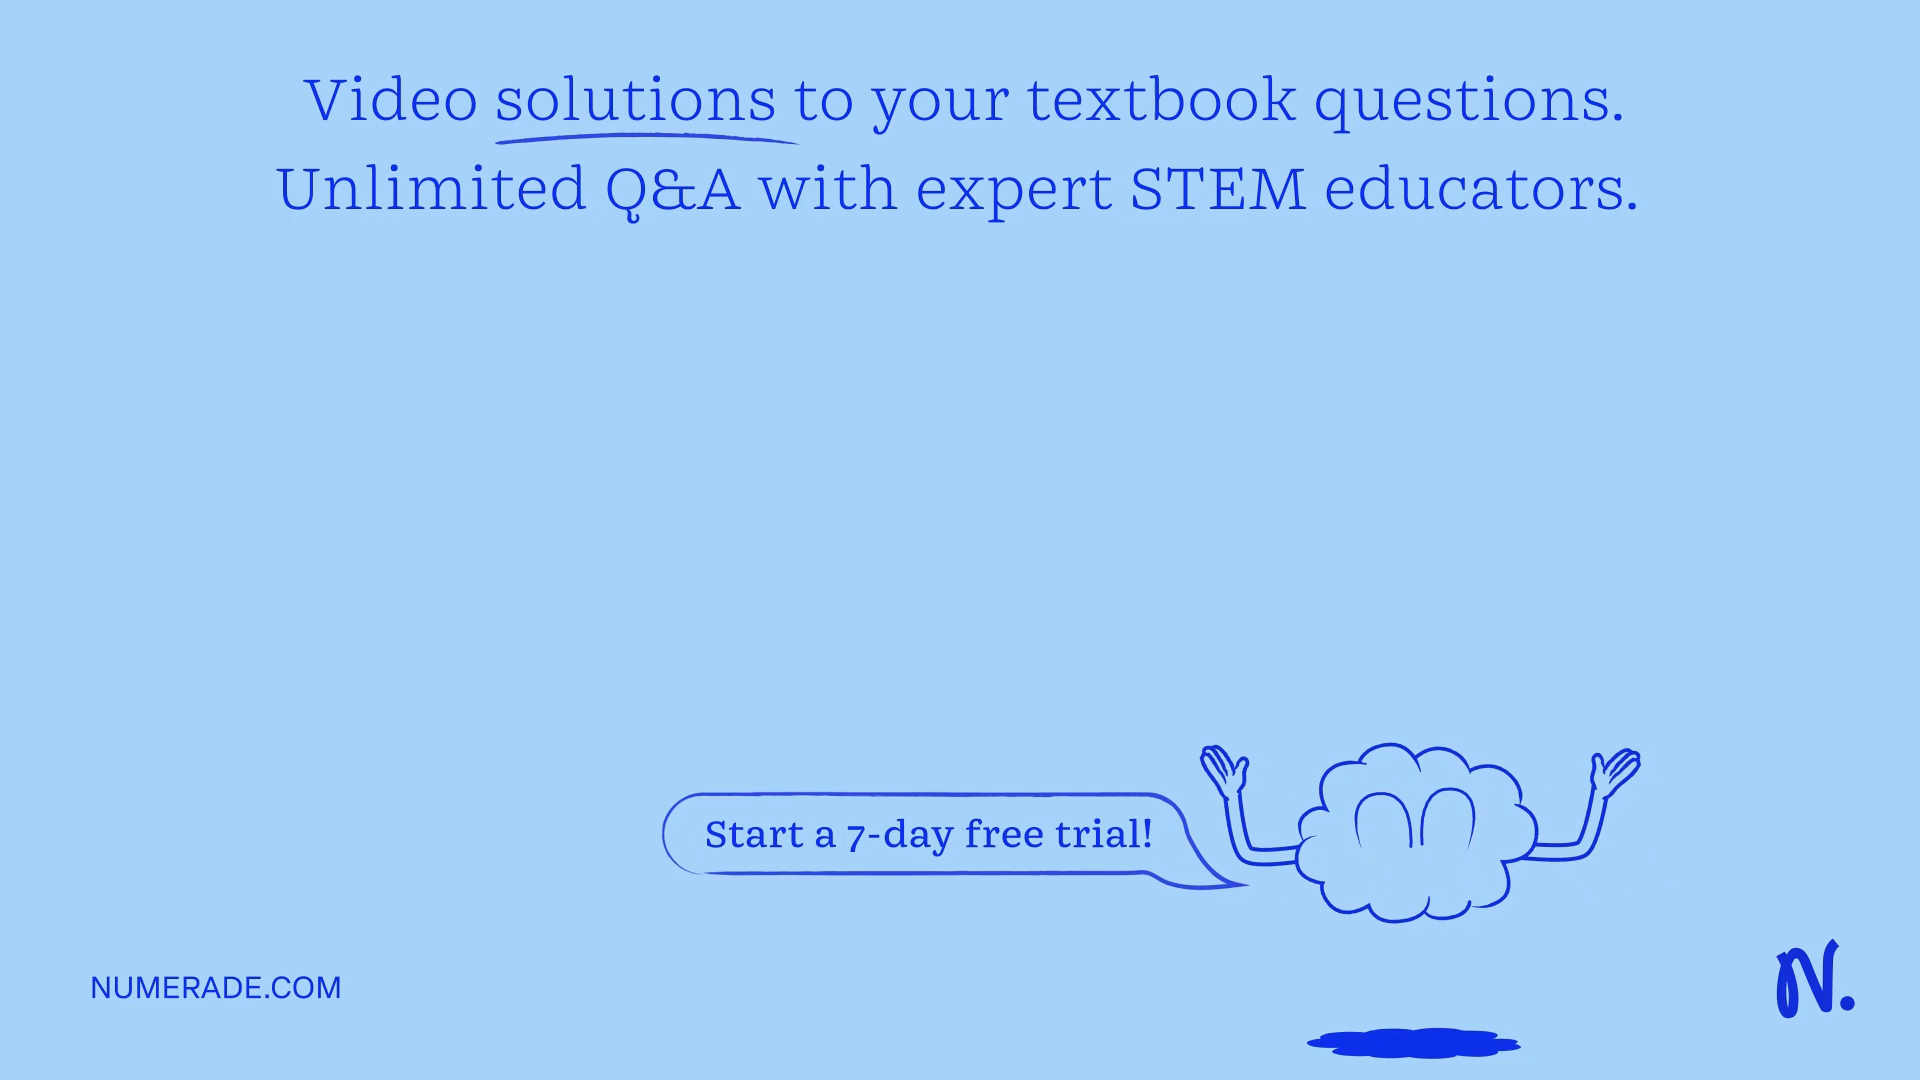 Video solutions to your textbook questions.
Unlimited Q&A with expert STEM educators.
Start a 7-day free trial!
NUMERADE.COM
N.